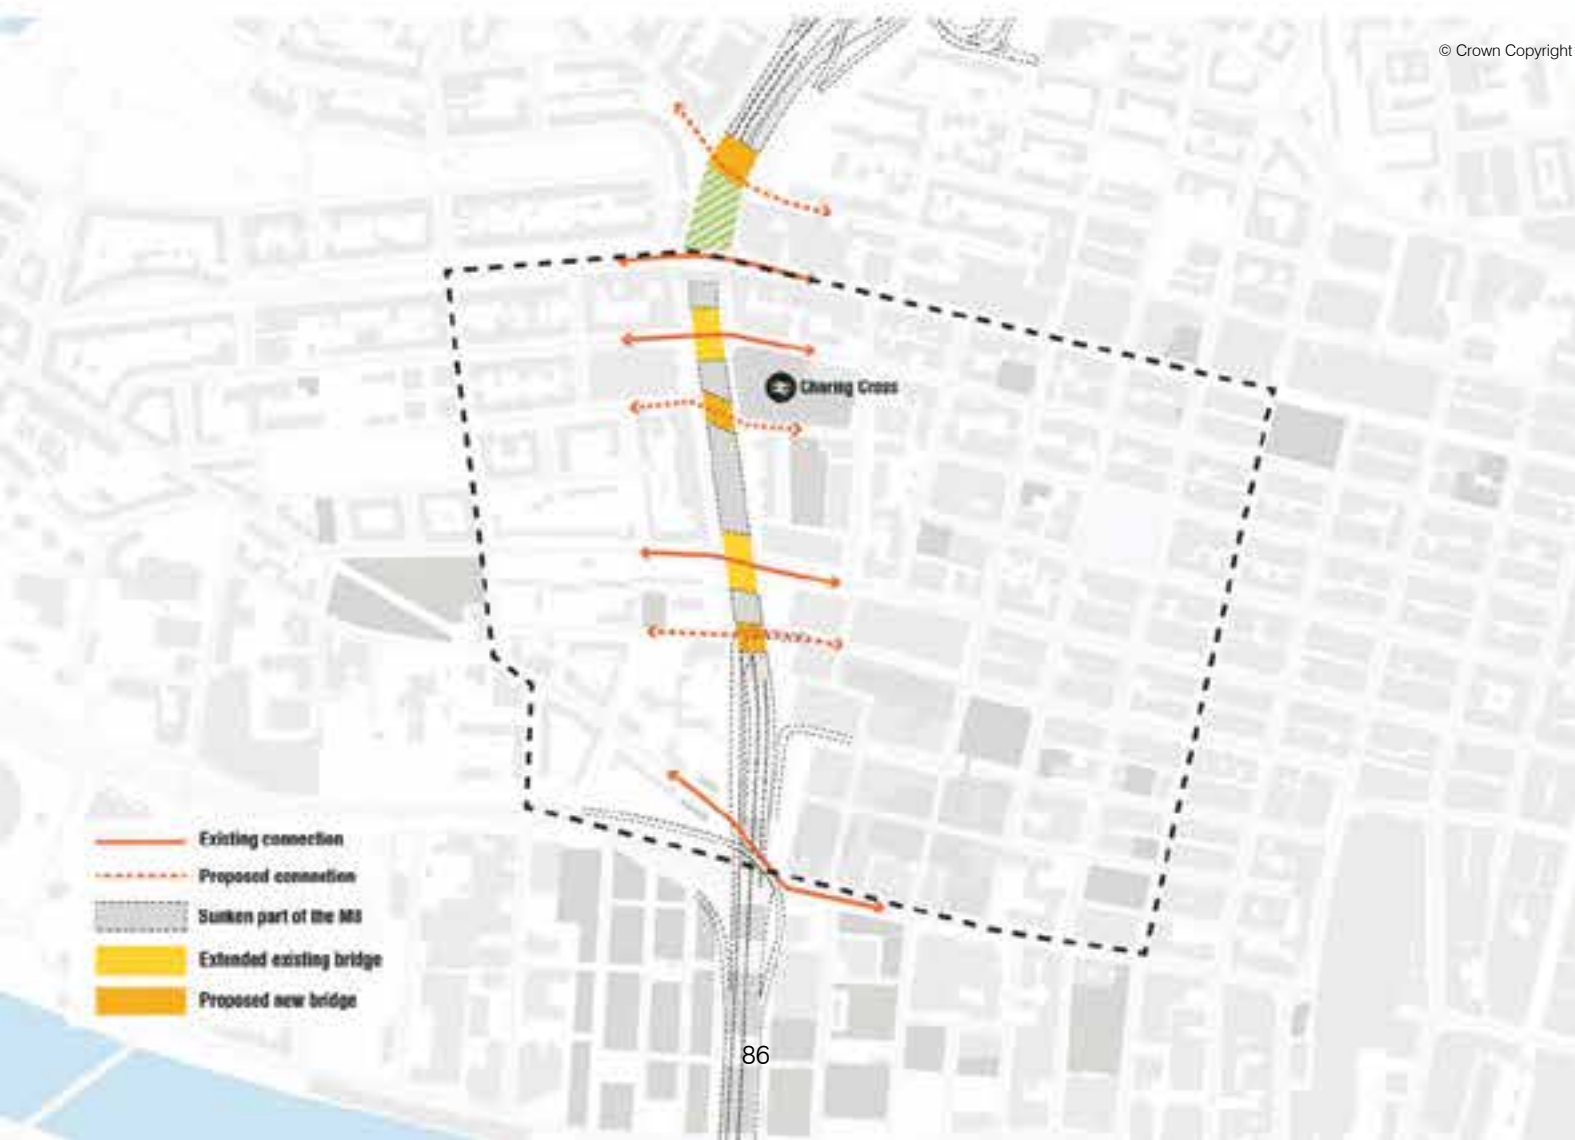 © Crown Copyright
Charing Cross
Existing connection
Proposed connection
Sunken part of the M8
Extended existing bridge
Proposed new bridge
86